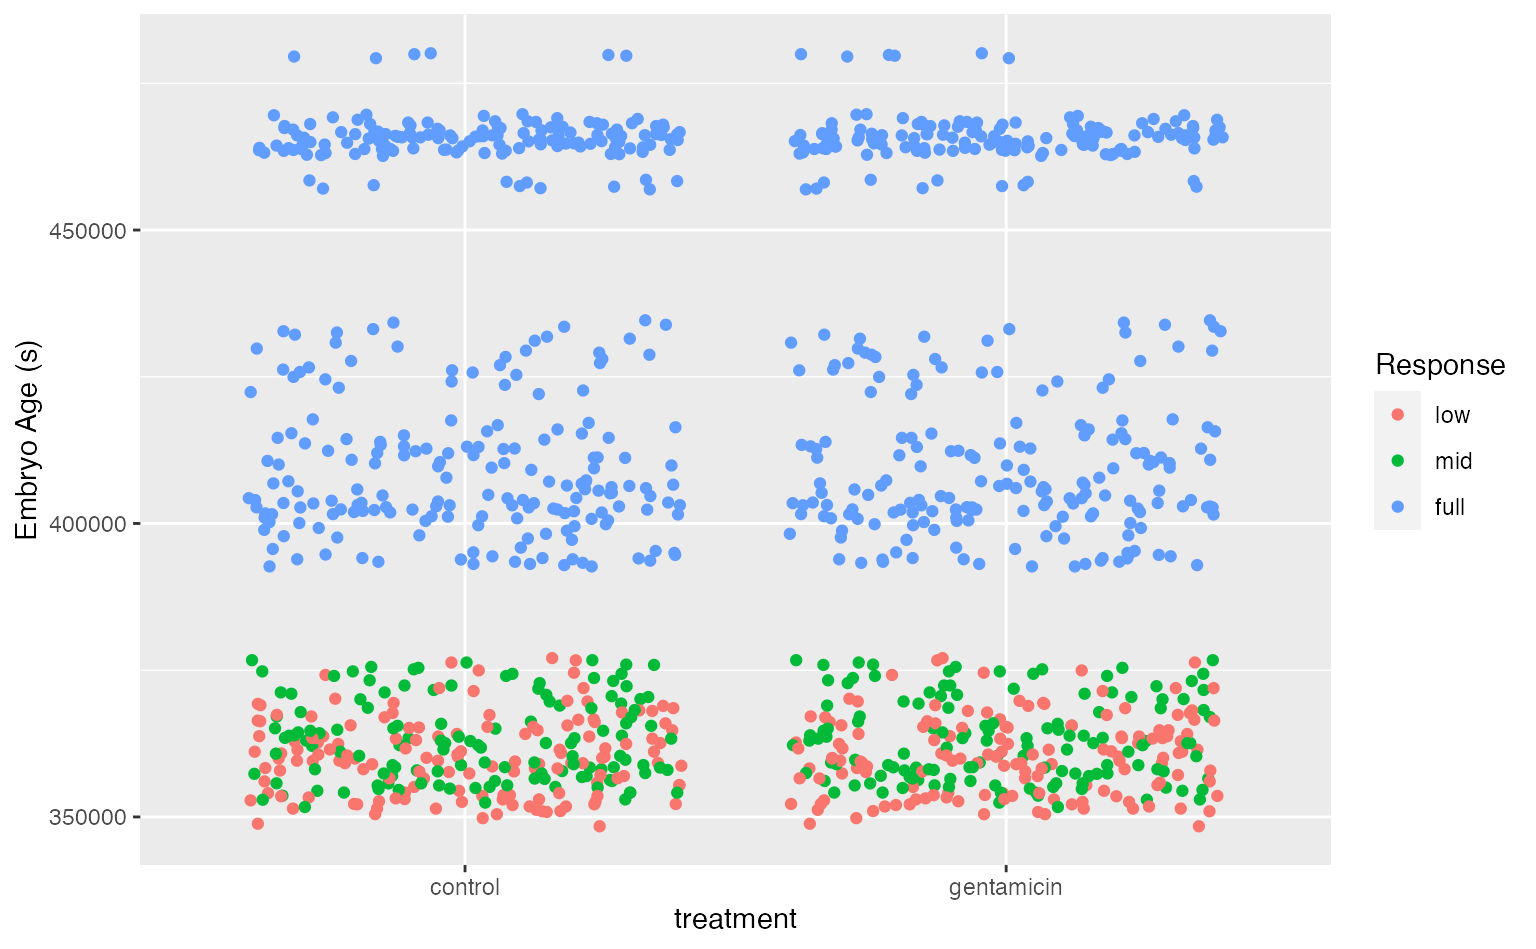 Embryo Age (s)
450000
400000
350000
control
gentamicin
treatment
Response
low
mid
full